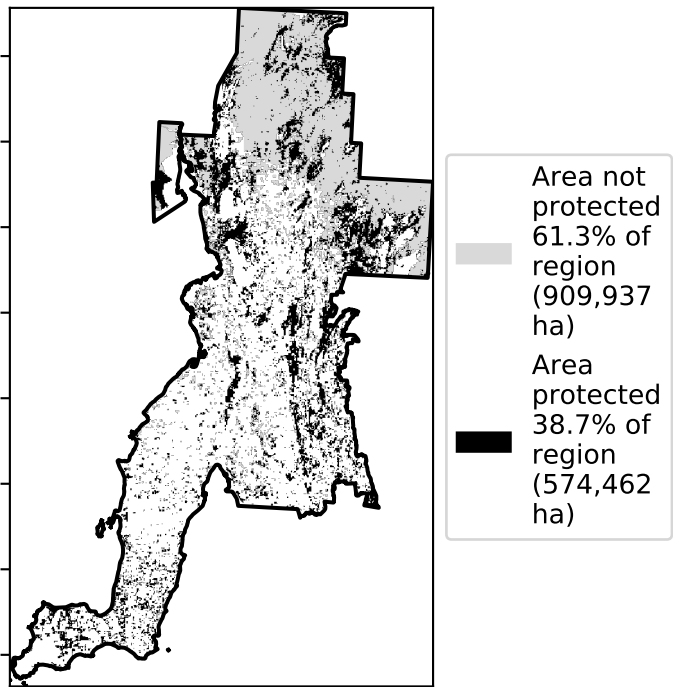 Area not
protected
61.3% of
region
(909,937
ha)
Area
protected
38.7% of
region
(574,462
ha)